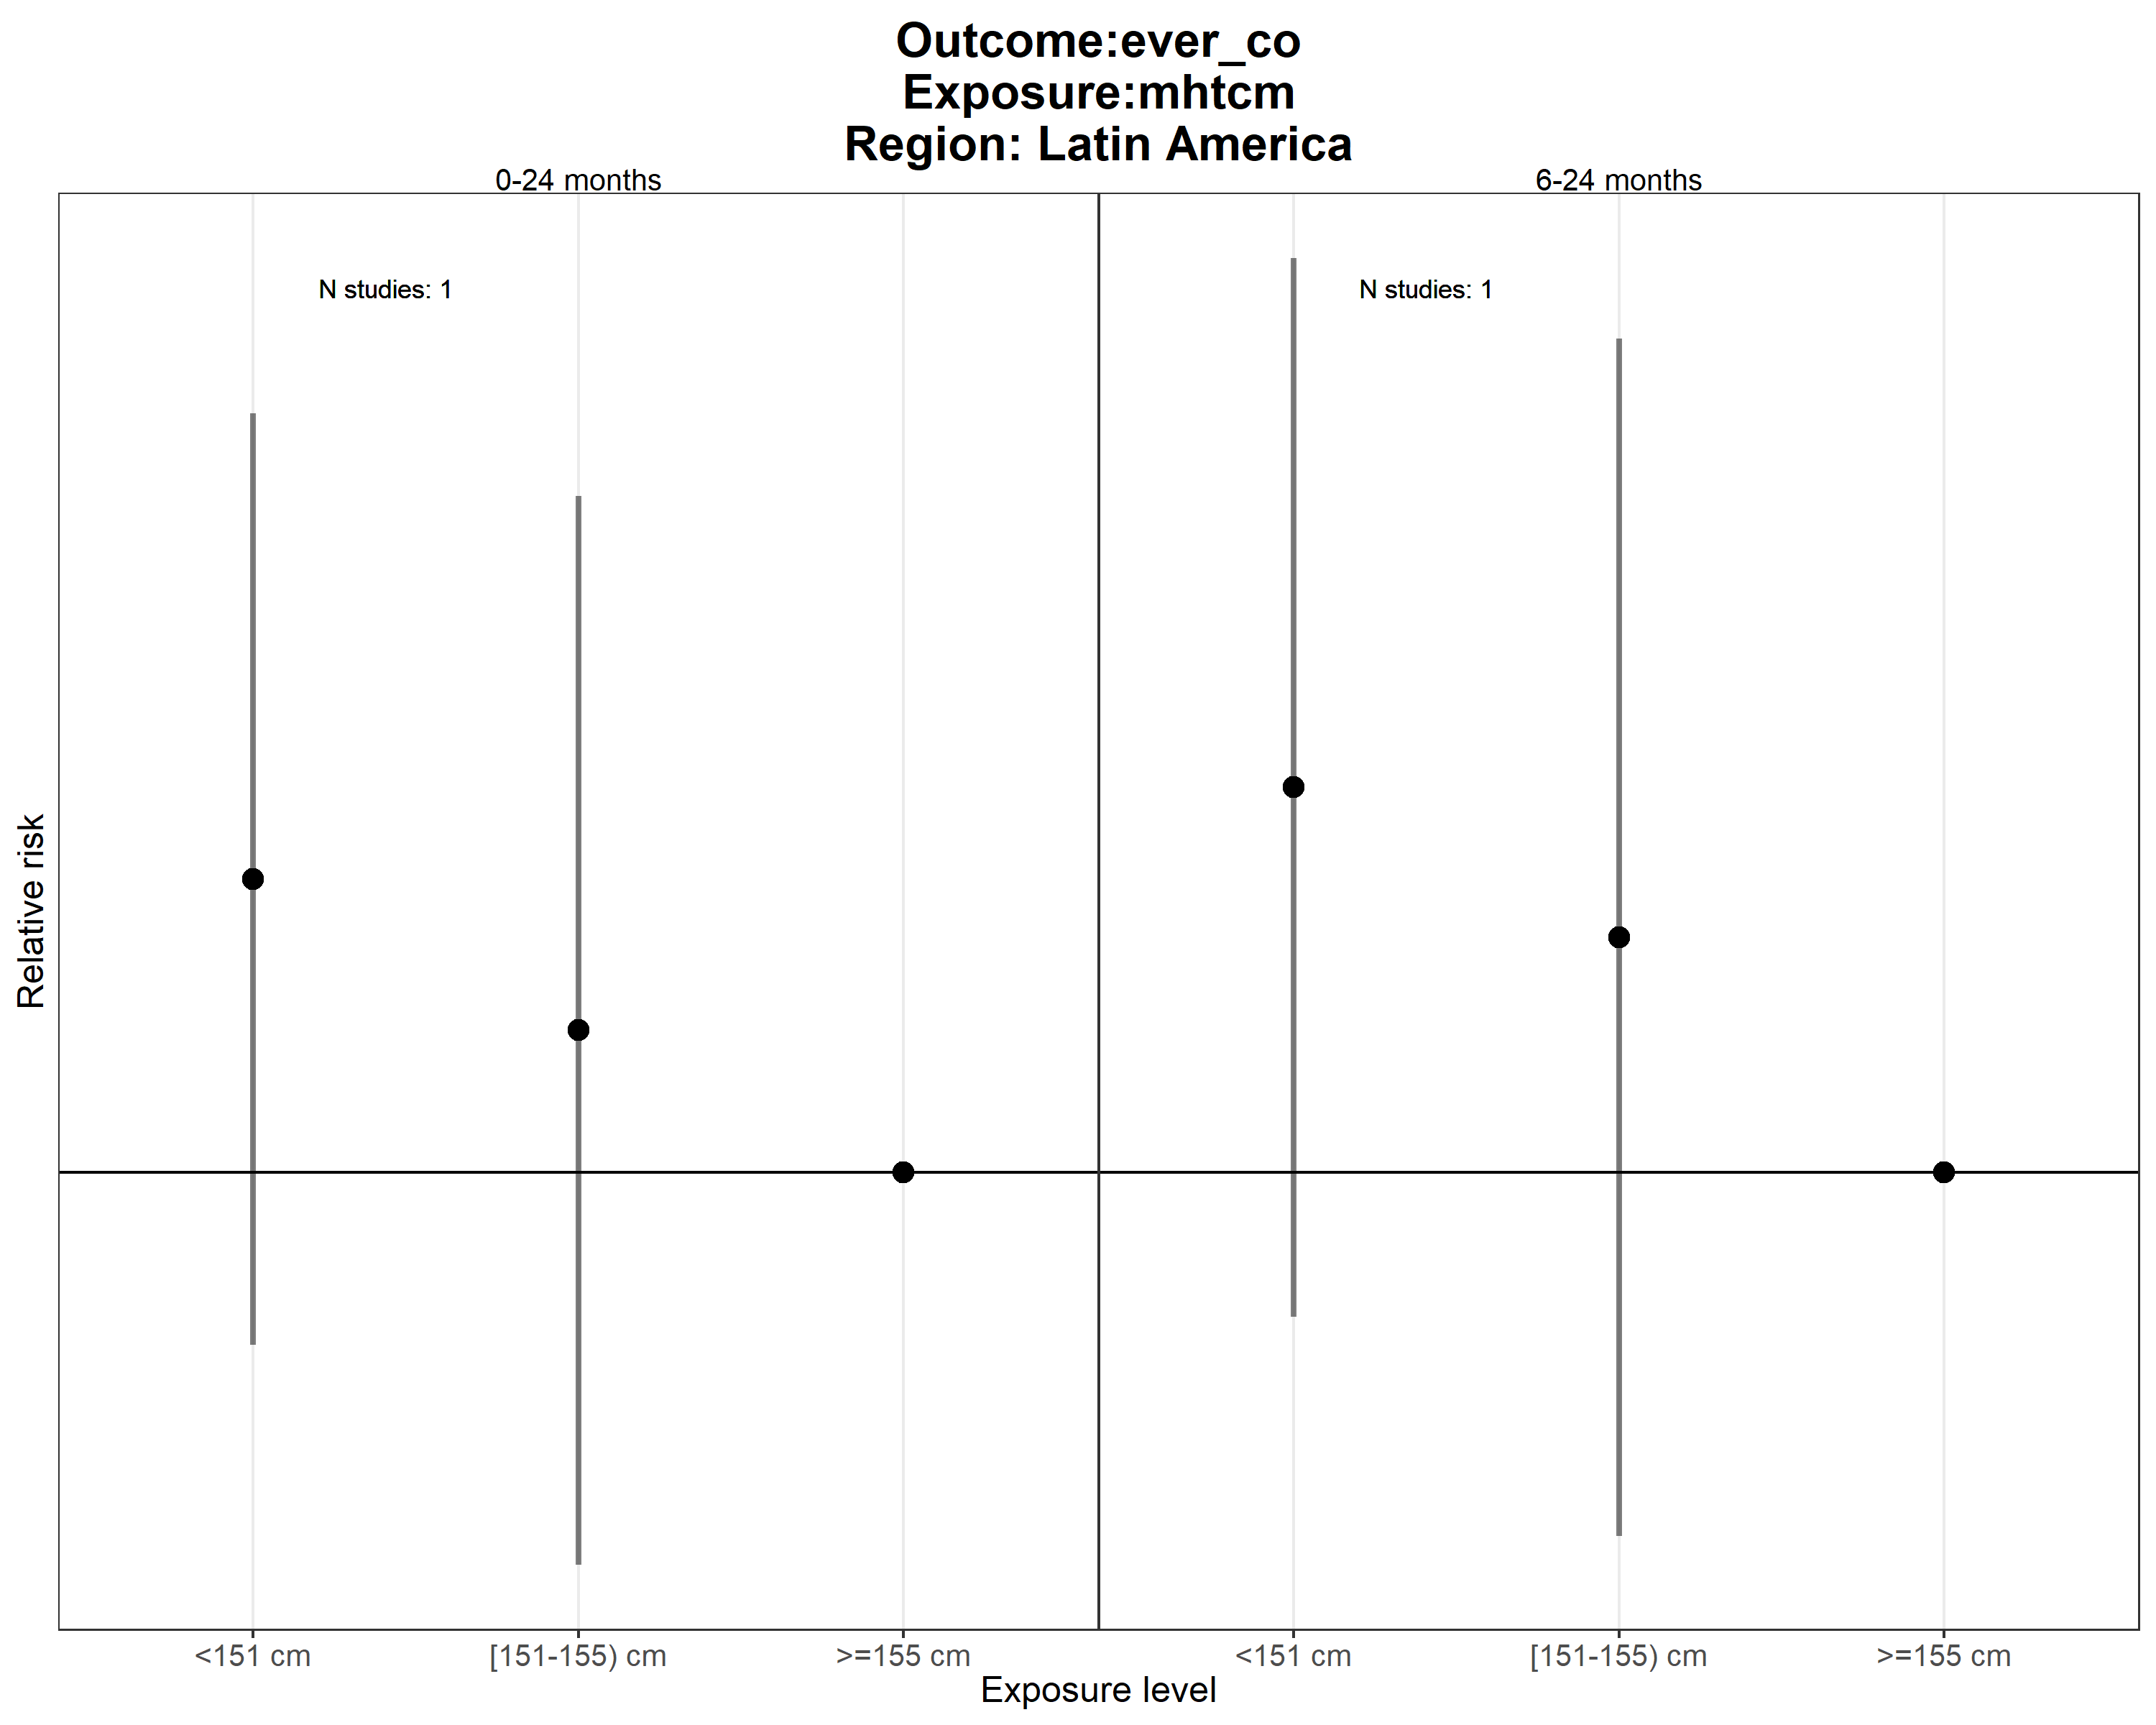 Outcome:ever_co
Exposure:mhtcm
Region: Latin America
0-24 months
6-24 months
N studies: 1
N studies: 1
Relative risk
<151 cm
[151-155) cm
>=155 cm
<151 cm
[151-155) cm
>=155 cm
Exposure level